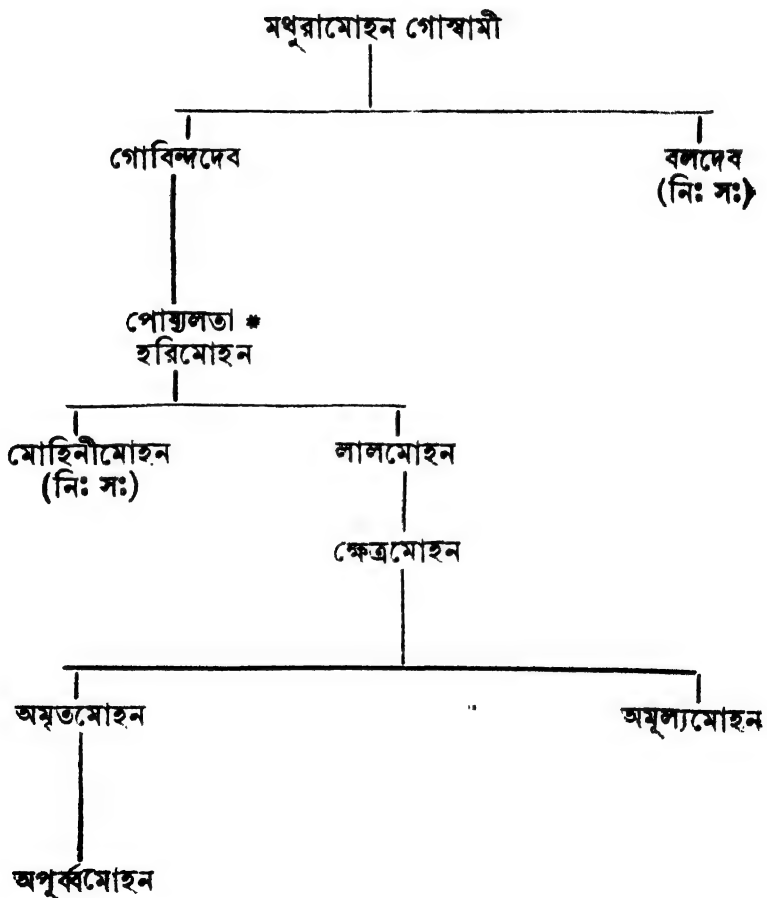 মথুরামোহন গোস্বামী
গোবিন্দদেব
বলদেব
(নিঃ সঃ)
পোষ্যলতা *
হরিমোহন
মোহিনীমোহন
(নিঃ সঃ)
লালমোহন
ক্ষেত্রমোহন
অমৃতমোহন
অমূল্যমোহন
অপূর্ব্বমোহন